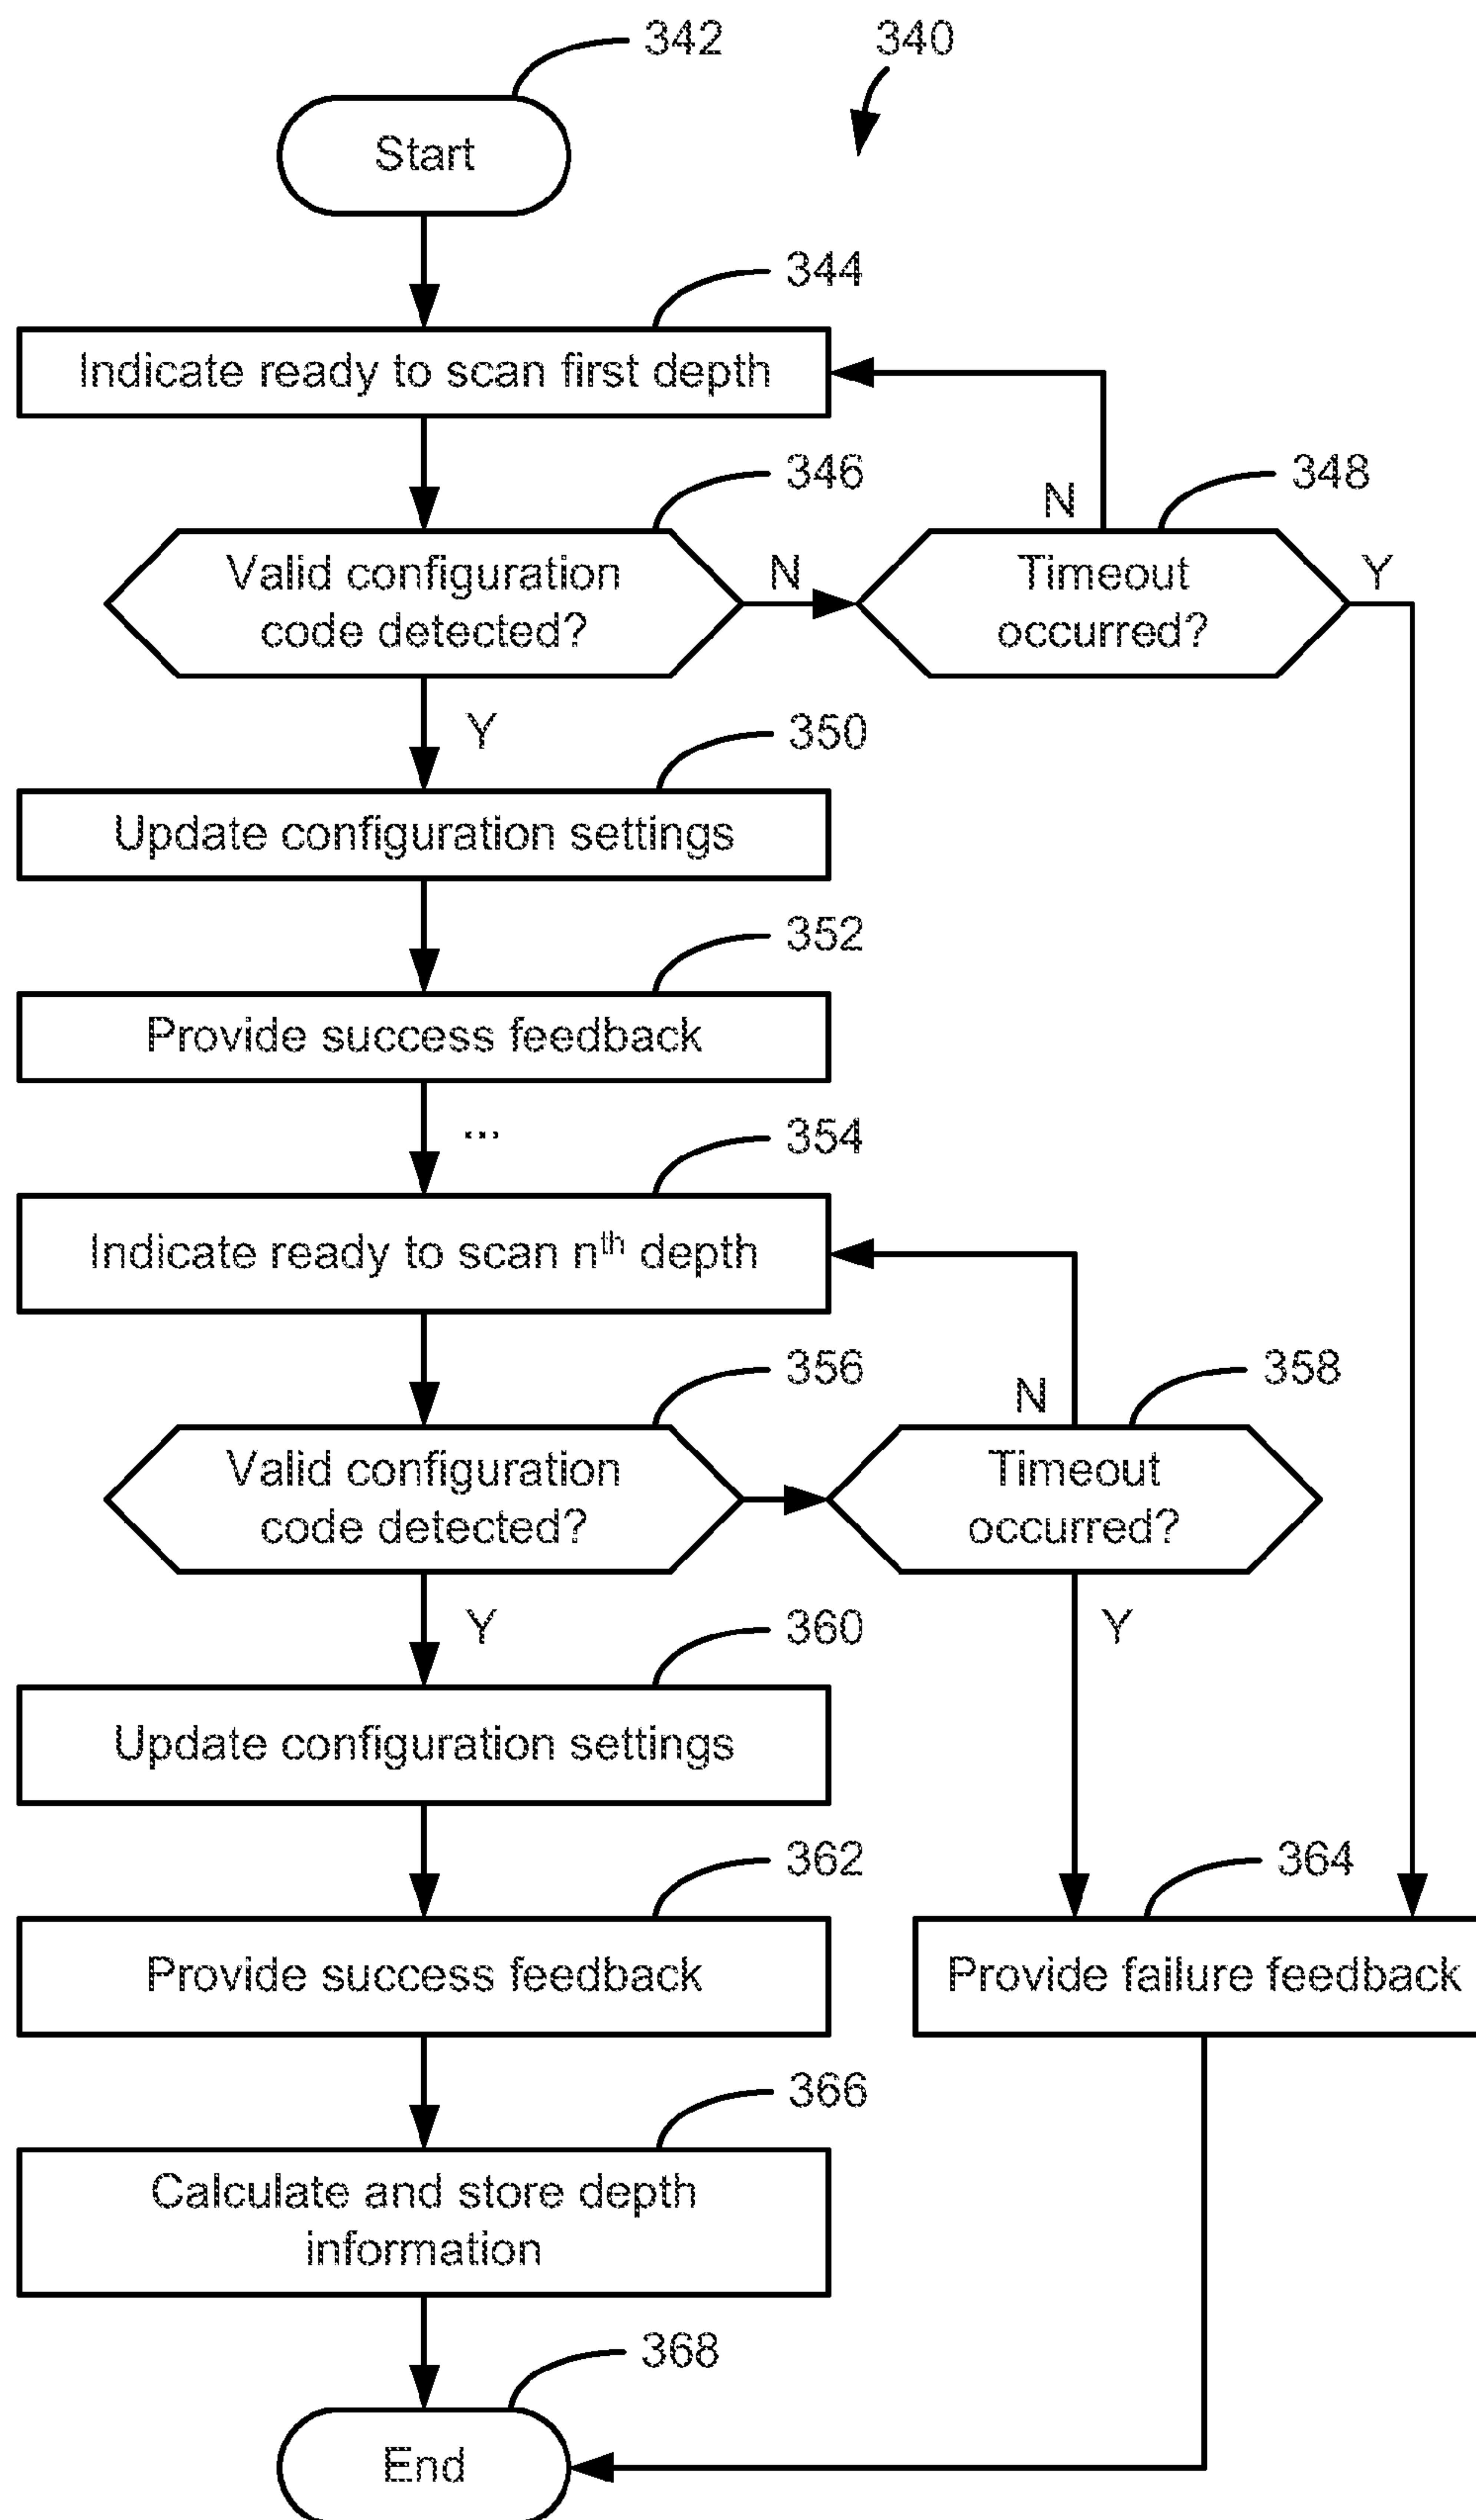 342
340
Start
344
Indicate ready to scan first depth
346
348
N
Valid configuration
code detected?
N
Timeout
occurred?
Y
Y
350
Update configuration settings
352
Provide success feedback
...
354
Indicate ready to scan nth depth
356
358
N
Valid configuration
code detected?
Timeout
occurred?
Y
360
Y
Update configuration settings
362
364
Provide success feedback
Provide failure feedback
366
Calculate and store depth
information
368
End